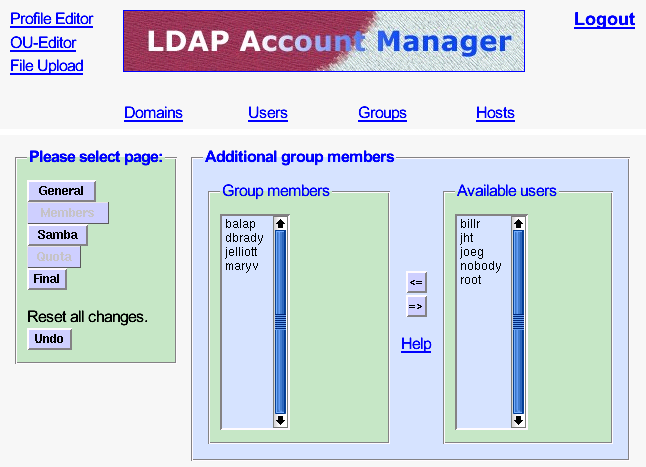 Profile Editor
OU-Editor
File Upload
LDAP Account Manager
Logout
Domains Users Groups Hosts
Please select page:
General
Members
Samba
Quota
Final
Reset all changes.
Undo
Additional group members
Group members
balap
dbrady
jelliott
maryv
<=
=>
Help
Available users
billr
jht
joeg
nobody
root